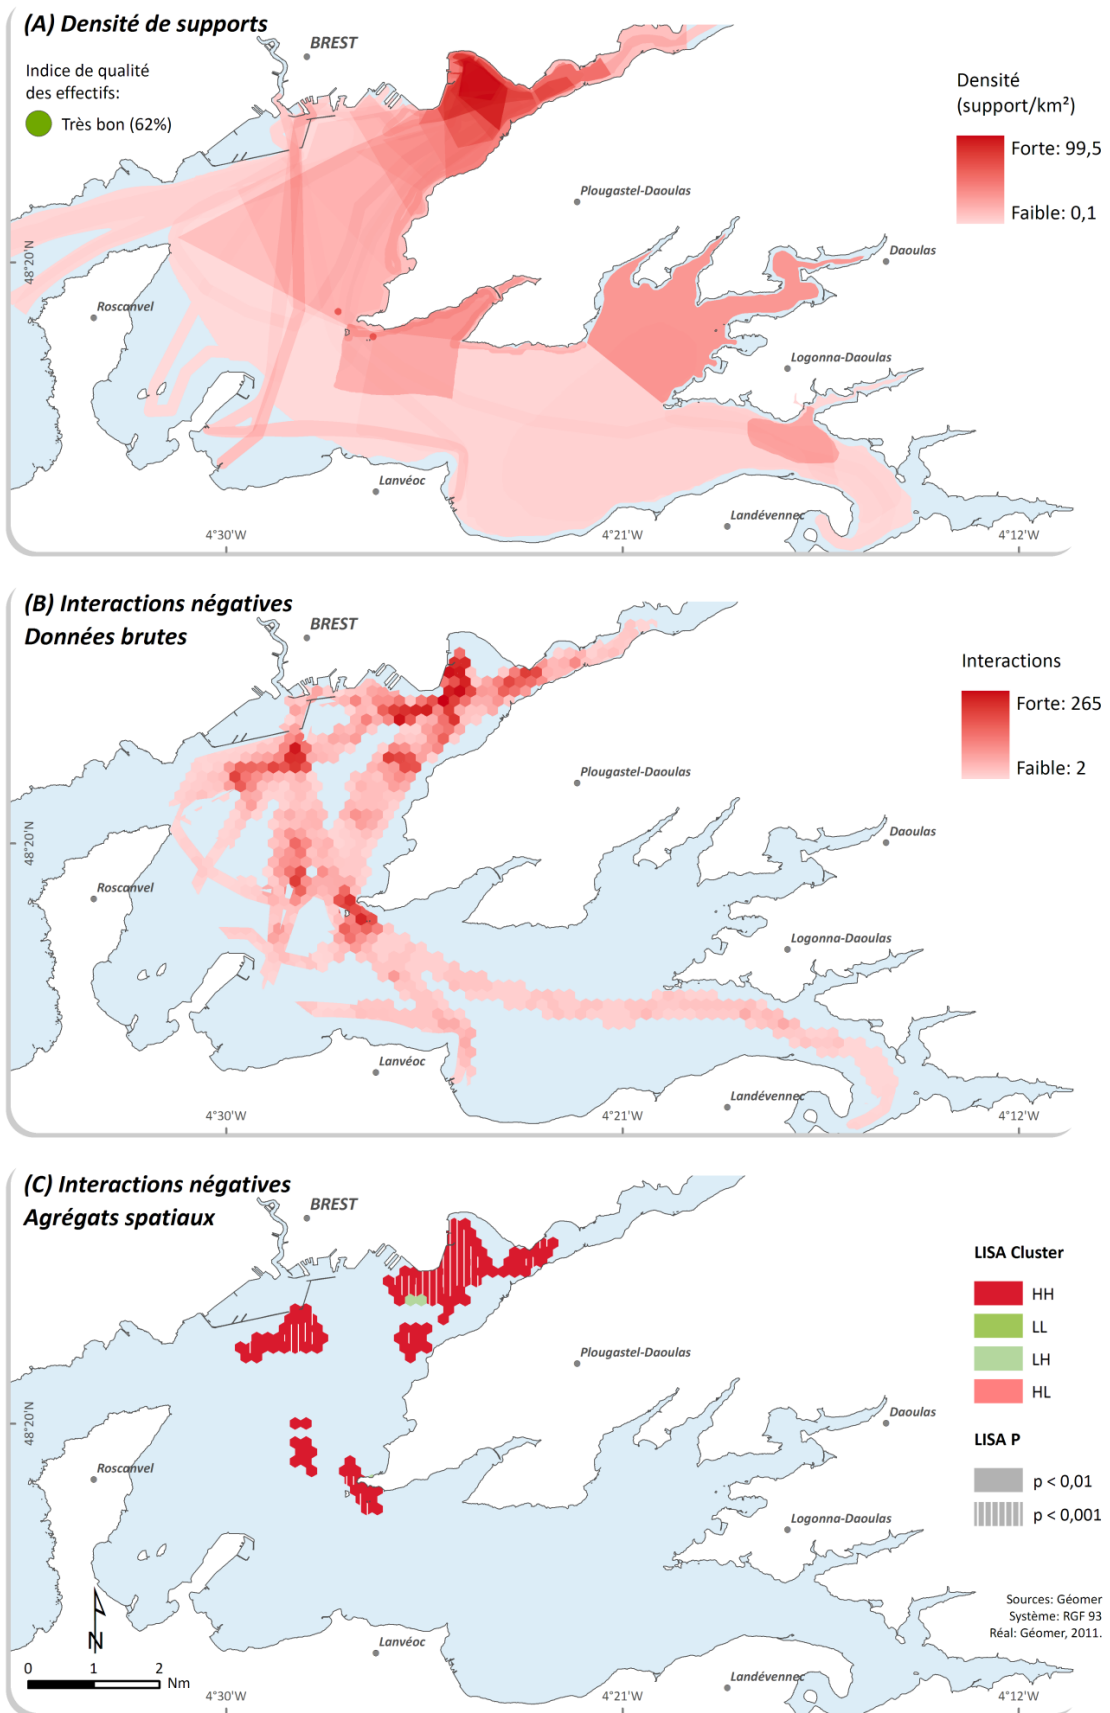 (A) Densité de supports
BREST
Indice de qualité
des effectifs:
Très bon (62%)
Densité
(support/km²)
Forte: 99,5
Faible: 0,1
Plougastel-Daoulas
Daoulas
48°20'N
Roscanvel
Logonna-Daoulas
Lanvéoc
Landévennec
4°30'W
4°21'W
4°12'W
(B) Interactions négatives
Données brutes
BREST
Interactions
Forte: 265
Faible: 2
Plougastel-Daoulas
Daoulas
48°20'N
Roscanvel
Logonna-Daoulas
Lanvéoc
Landévennec
4°30'W
4°21'W
4°12'W
(C) Interactions négatives
Agrégats spatiaux
BREST
LISA Cluster
HH
LL
LH
HL
Plougastel-Daoulas
Daoulas
48°20'N
LISA P
p < 0,01
p < 0,001
Roscanvel
Logonna-Daoulas
Sources: Géomer
Système: RGF 93
Réal: Géomer, 2011.
N
Lanvéoc
0 1 2
Nm
Landévennec
4°30'W
4°21'W
4°12'W